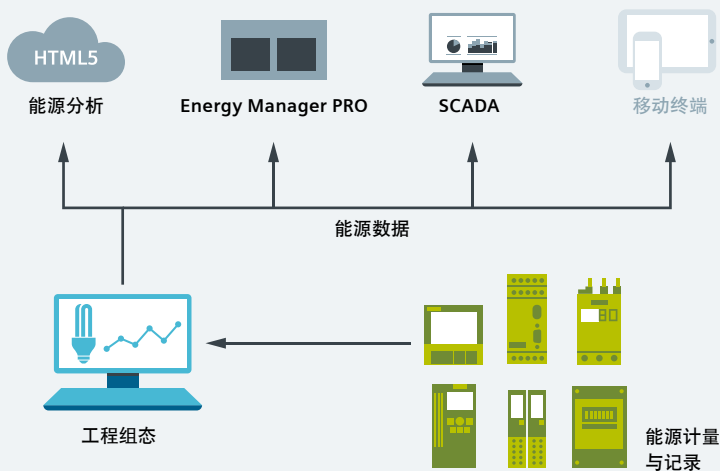 HTML5
能源分析
Energy Manager PRO
SCADA
移动终端
能源数据
工程组态
能源计量
与记录